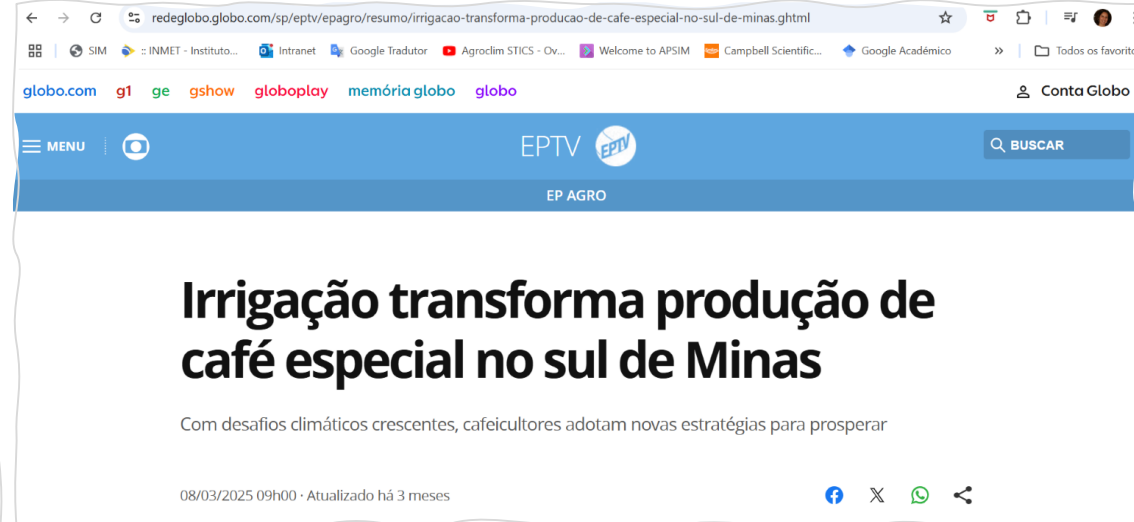 redeglobo.globo.com/sp/eptv/epagro/resumo/irrigacao-transforma-producao-de-cafe-especial-no-sul-de-minas.ghtml
SIM :: INMET - Instituto... Intranet Google Tradutor Agroclim STICS - Ov... Welcome to APSIM Campbell Scientific... Google Acadêmico » Todos os favorito
globo.com g1 ge gshow globoplay memória globo globo Conta Globo
MENU EPTV EPTV BUSCAR
EP AGRO
Irrigação transforma produção de
café especial no sul de Minas
Com desafios climáticos crescentes, cafeicultores adotam novas estratégias para prosperar
08/03/2025 09h00 · Atualizado há 3 meses